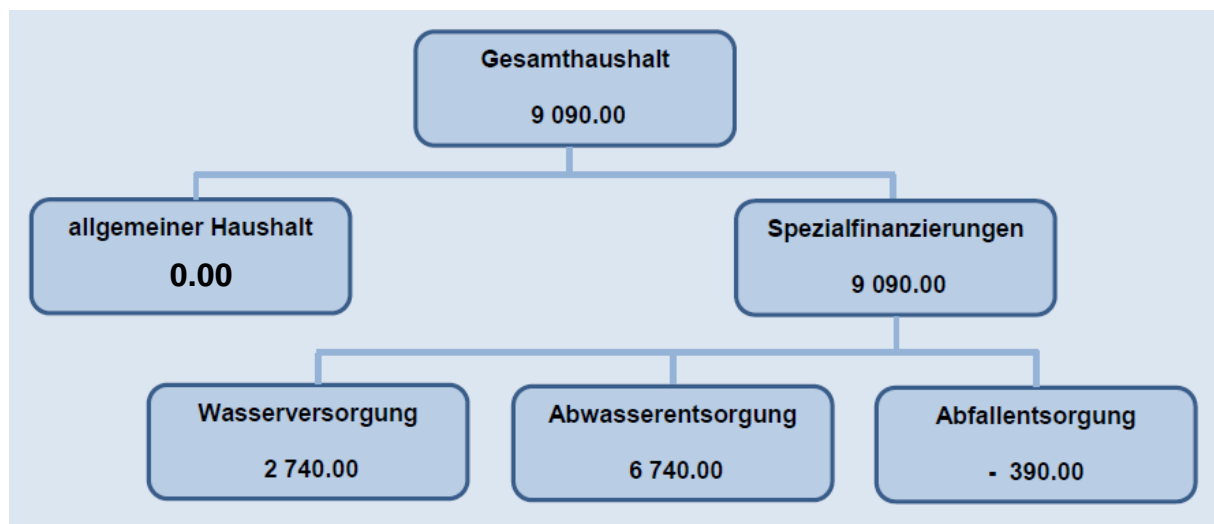 Gesamthaushalt
9 090.00
allgemeiner Haushalt
0.00
Spezialfinanzierungen
9 090.00
Wasserversorgung
2 740.00
Abwasserentsorgung
6 740.00
Abfallentsorgung
- 390.00